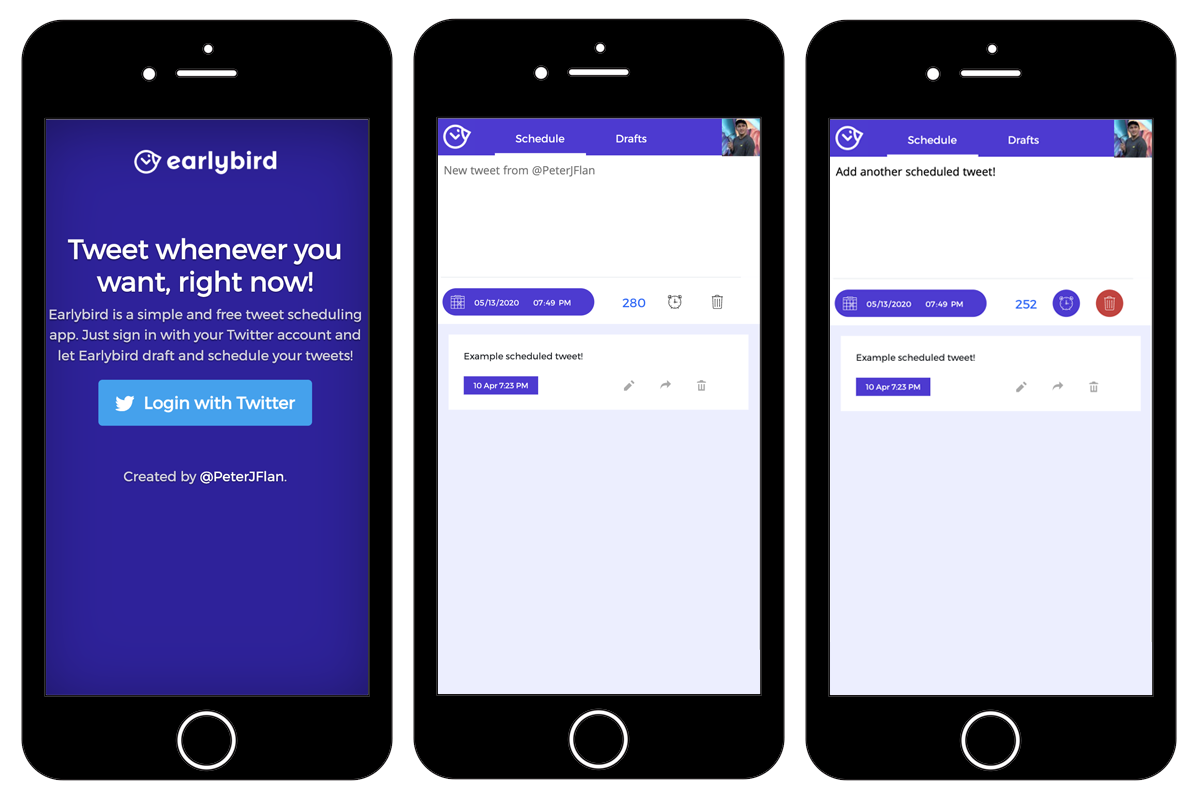 earlybird
Tweet whenever you
want, right now!
Earlybird is a simple and free tweet scheduling
app. Just sign in with your Twitter account and
let Earlybird draft and schedule your tweets!
Login with Twitter
Created by @PeterJFlan.
Schedule Drafts
New tweet from @PeterJFlan
05/13/2020 07:49 PM 280
Example scheduled tweet!
10 Apr 7:23 PM
Schedule Drafts
Add another scheduled tweet!
05/13/2020 07:49 PM 252
Example scheduled tweet!
10 Apr 7:23 PM